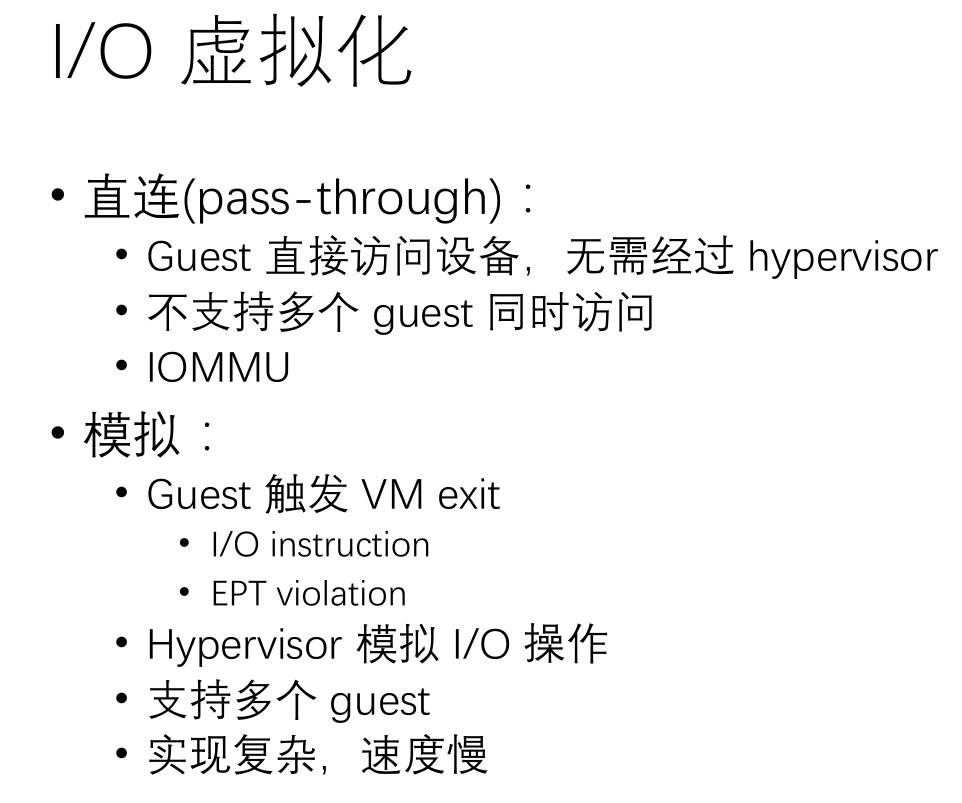 I/O 虚拟化
• 直连(pass-through)：
• Guest 直接访问设备，无需经过 hypervisor
• 不支持多个 guest 同时访问
• IOMMU
• 模拟：
• Guest 触发 VM exit
• I/O instruction
• EPT violation
• Hypervisor 模拟 I/O 操作
• 支持多个 guest
• 实现复杂，速度慢